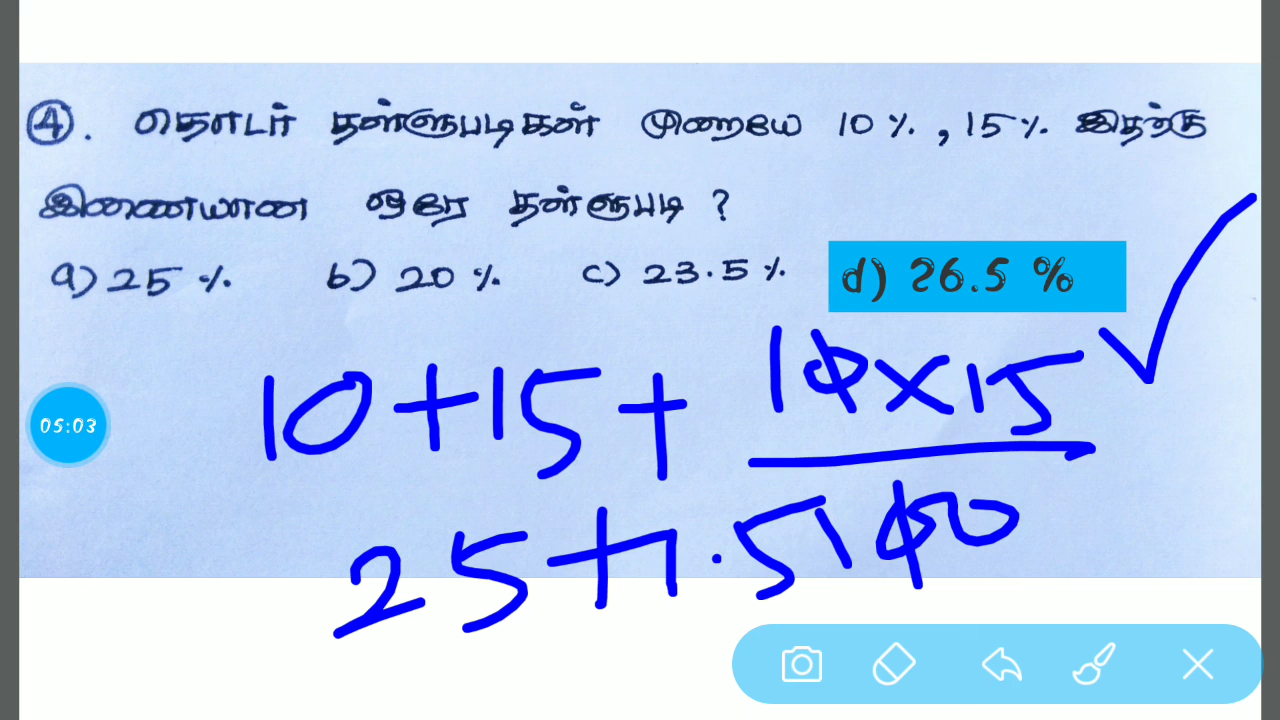 ④. தொடர் தள்ளுபடிகள் முறையே 10 %, 15 % இதற்கு
இணையான ஒரே தள்ளுபடி ?
a) 25 % b) 20 % c) 23.5 % d) 26.5 %
10 × 15
10 + 15 +
05:03
100
25 + 1.5